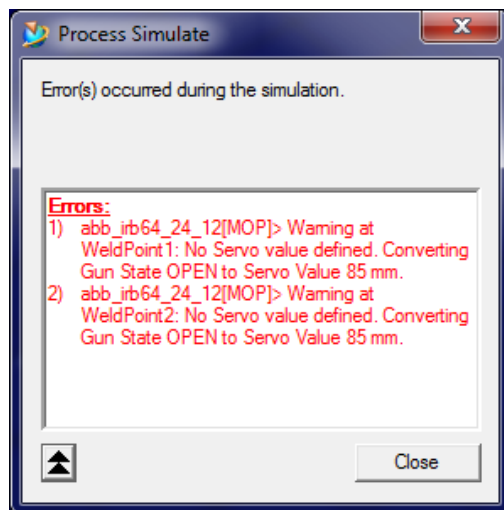 Process Simulate
Error(s) occurred during the simulation.
Errors:
1) abb_irb64_24_12[MOP]> Warning at
WeldPoint1: No Servo value defined. Converting
Gun State OPEN to Servo Value 85 mm.
2) abb_irb64_24_12[MOP]> Warning at
WeldPoint2: No Servo value defined. Converting
Gun State OPEN to Servo Value 85 mm.
Close